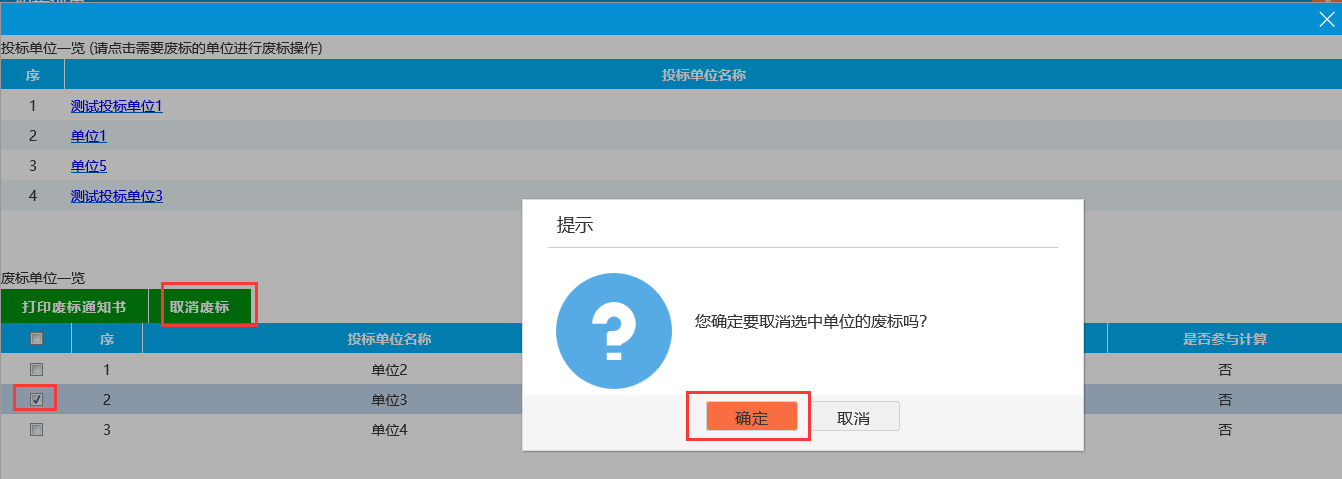 投标单位一览 (请点击需要废标的单位进行废标操作)
序 投标单位名称
1 测试投标单位1
2 单位1
3 单位5
4 测试投标单位3
提示
您确定要取消选中单位的废标吗?
确定 取消
废标单位一览
打印废标通知书 取消废标
序 投标单位名称 是否参与计算
1 单位2 否
2 单位3 否
3 单位4 否